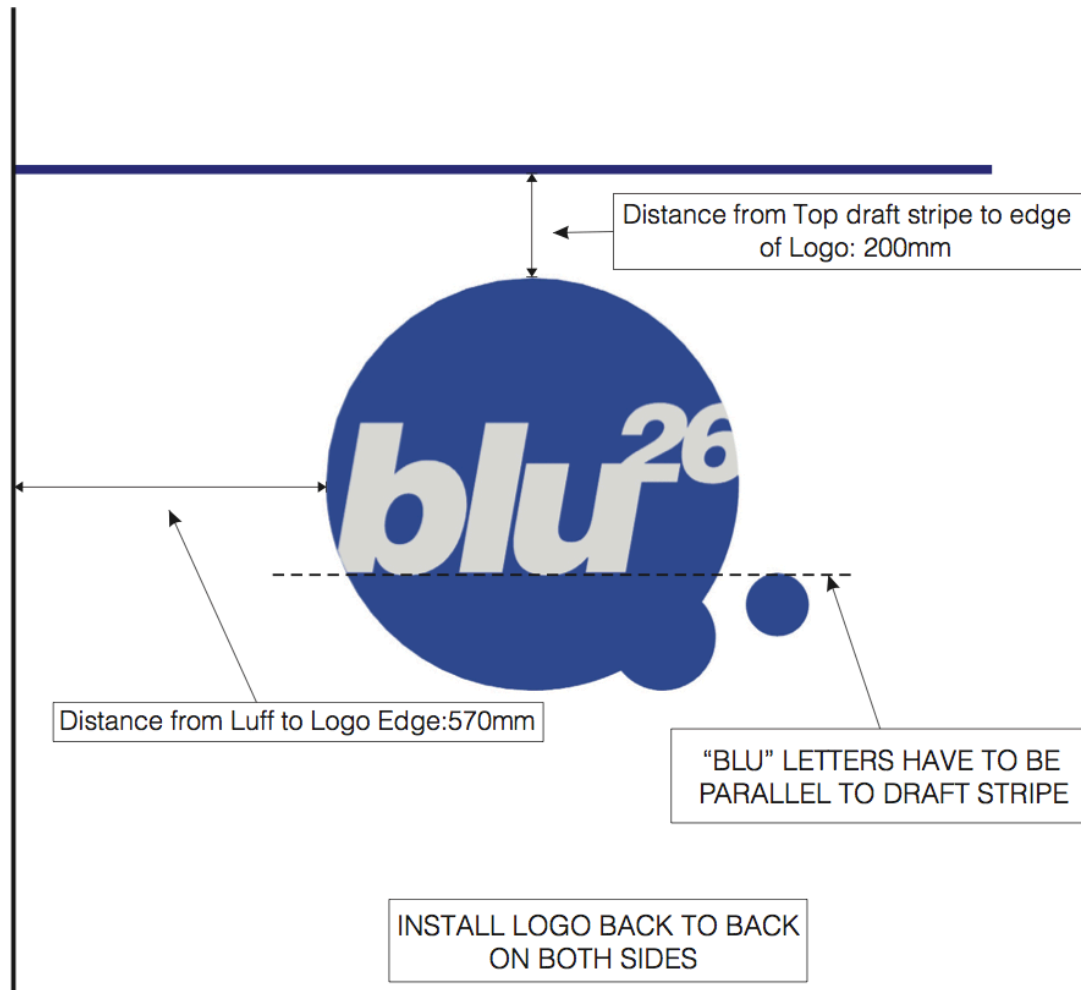 Distance from Top draft stripe to edge
of Logo: 200mm
blu26
Distance from Luff to Logo Edge:570mm
“BLU” LETTERS HAVE TO BE
PARALLEL TO DRAFT STRIPE
INSTALL LOGO BACK TO BACK
ON BOTH SIDES